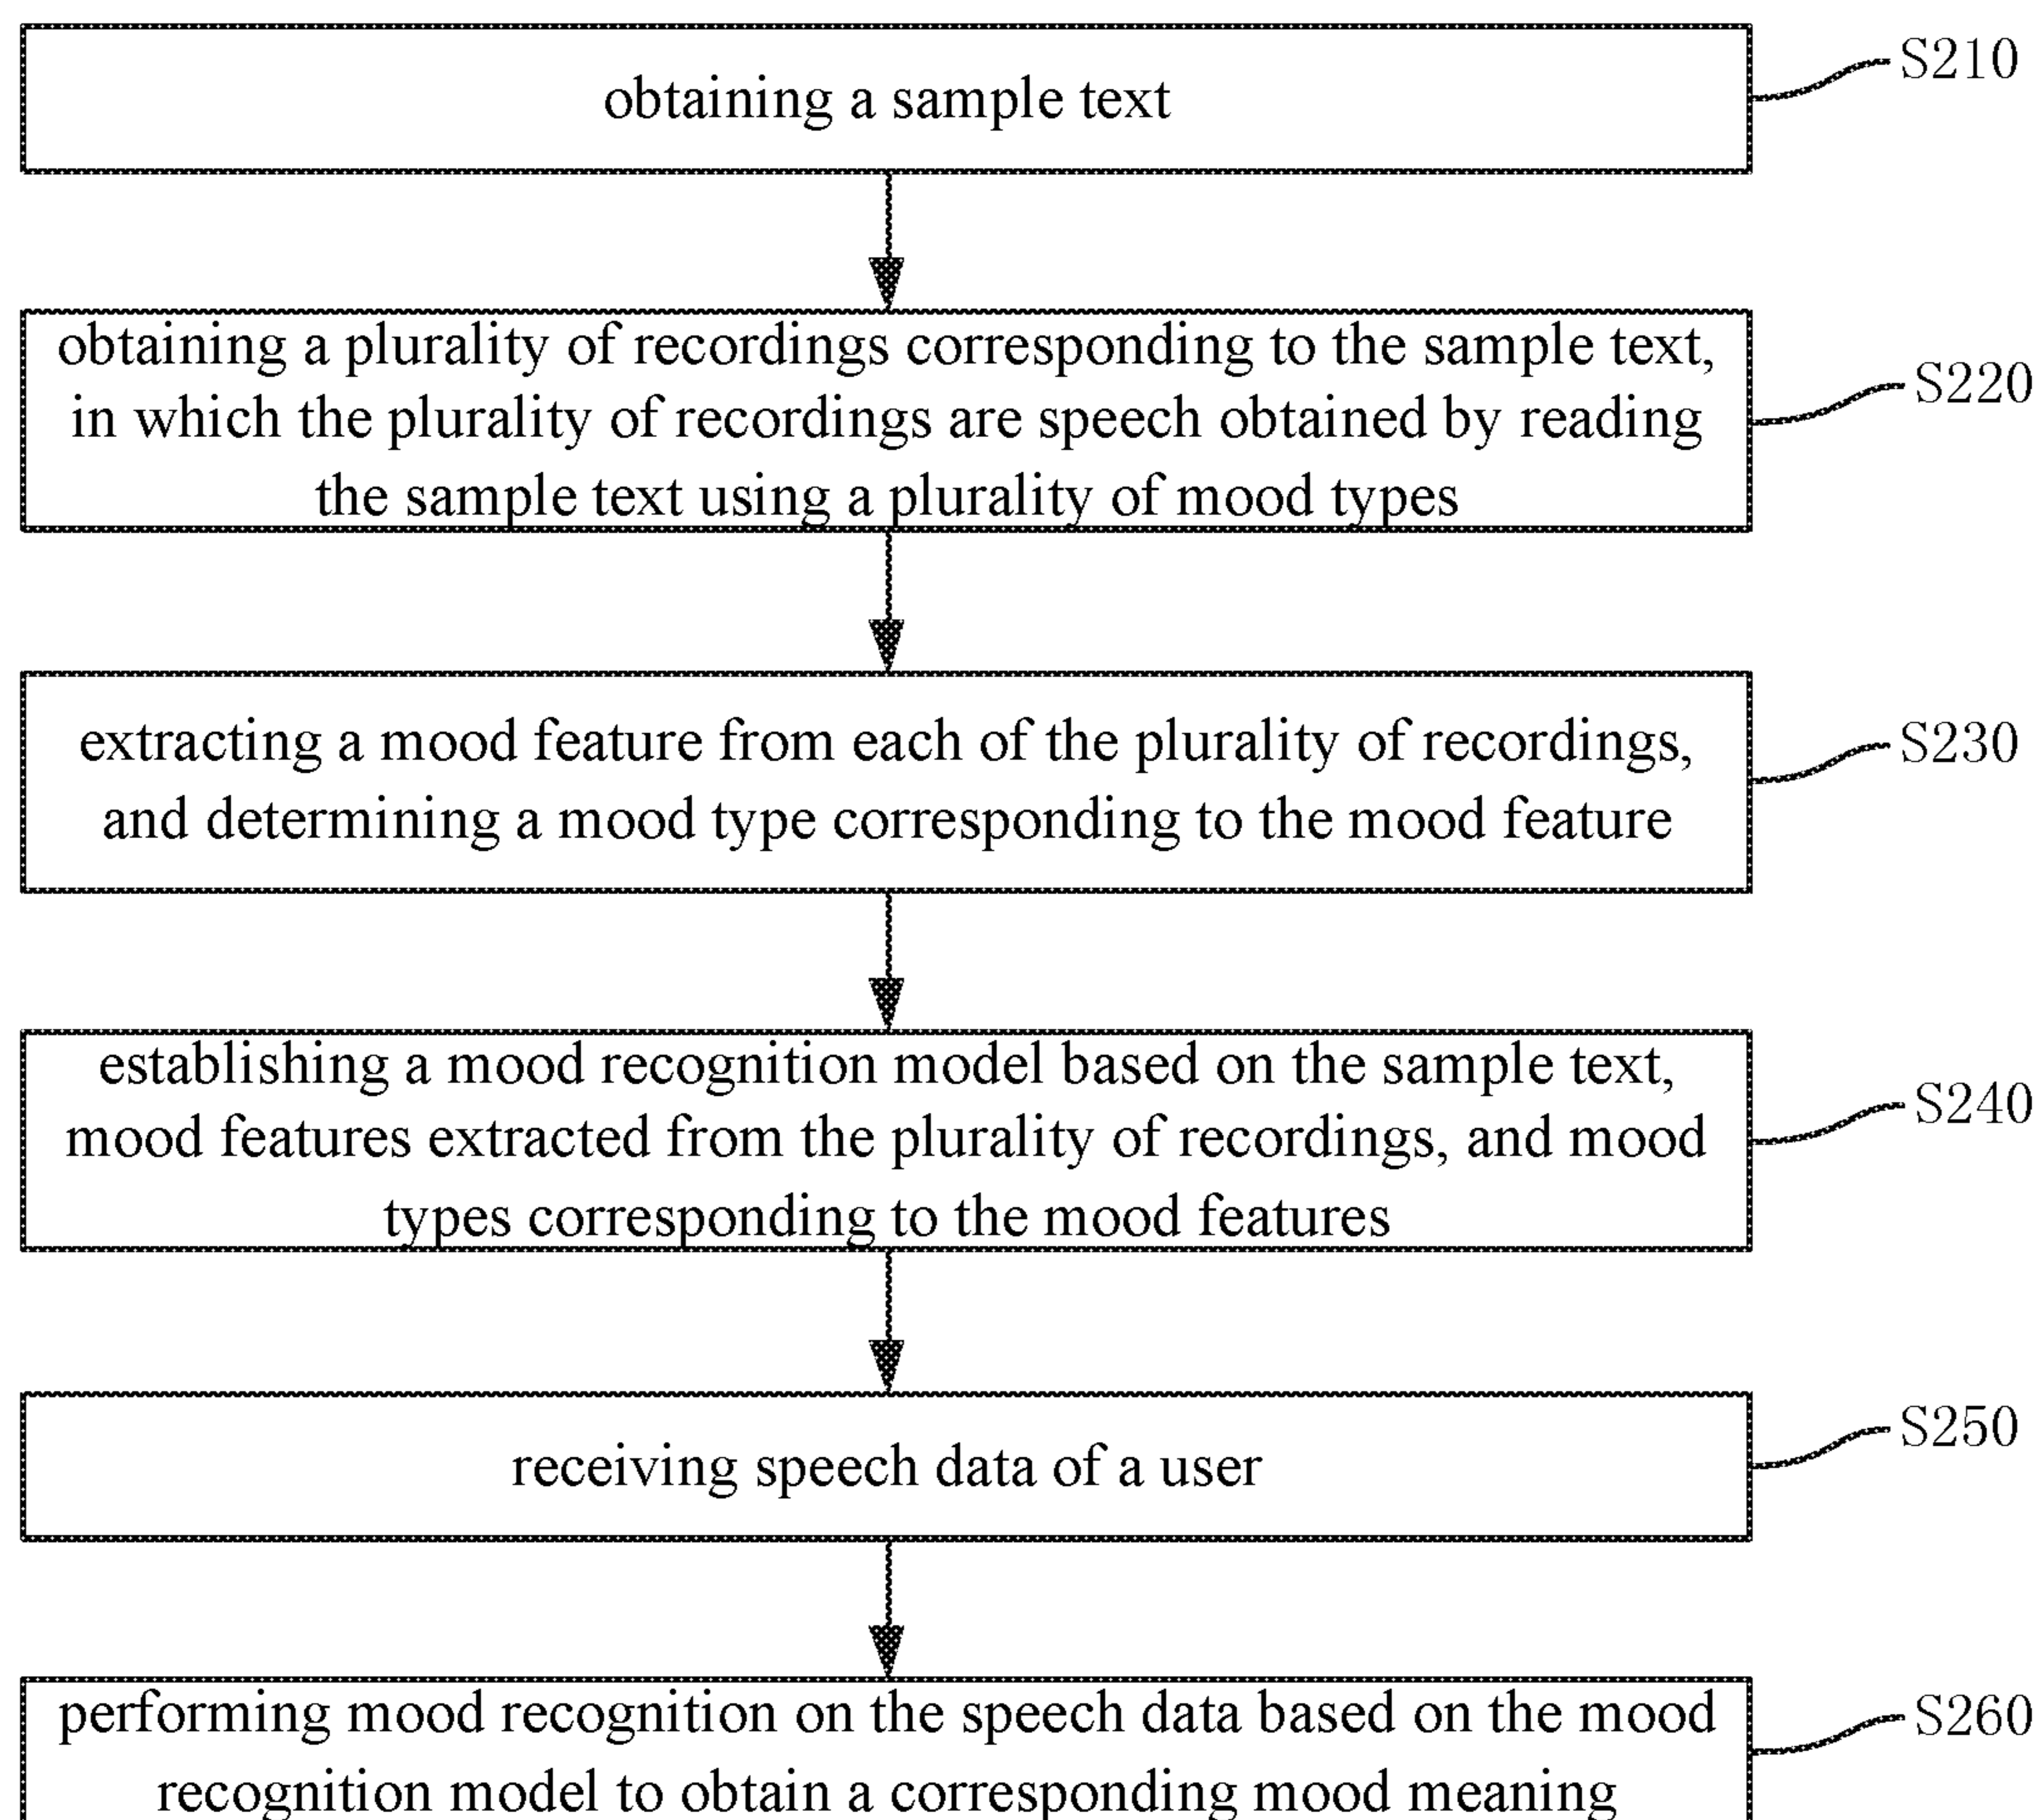 obtaining a sample text
S210
obtaining a plurality of recordings corresponding to the sample text,
in which the plurality of recordings are speech obtained by reading
the sample text using a plurality of mood types
S220
extracting a mood feature from each of the plurality of recordings,
and determining a mood type corresponding to the mood feature
S230
establishing a mood recognition model based on the sample text,
mood features extracted from the plurality of recordings, and mood
types corresponding to the mood features
S240
receiving speech data of a user
S250
performing mood recognition on the speech data based on the mood
recognition model to obtain a corresponding mood meaning
S260